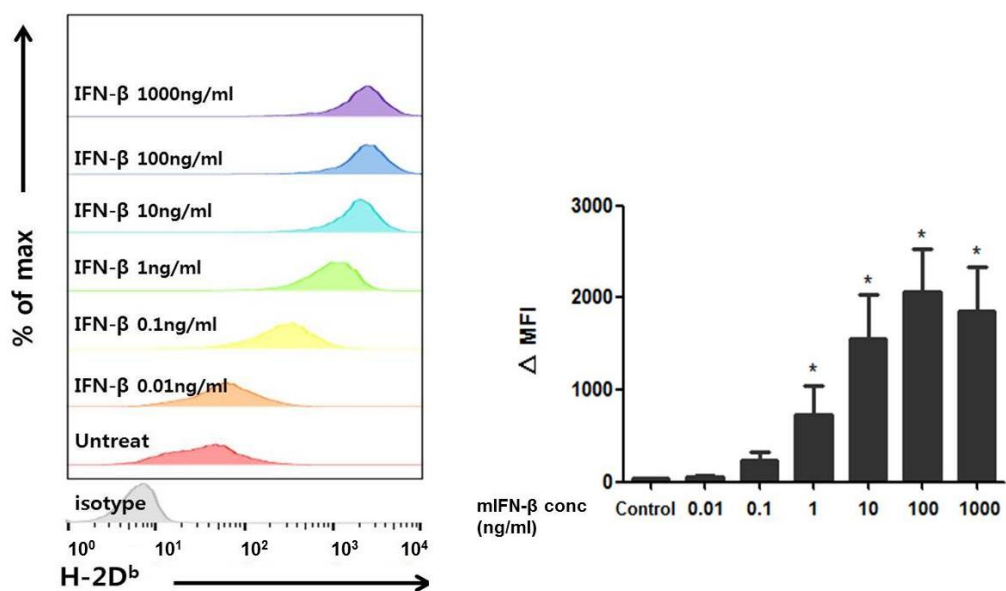 % of max
IFN-β 1000ng/ml
IFN-β 100ng/ml
IFN-β 10ng/ml
IFN-β 1ng/ml
IFN-β 0.1ng/ml
IFN-β 0.01ng/ml
Untreat
isotype
10⁰ 10¹ 10² 10³ 10⁴
H-2Dᵇ
△ MFI
3000
2000
1000
0
* * * *
Control 0.01 0.1 1 10 100 1000
mIFN-β conc
(ng/ml)